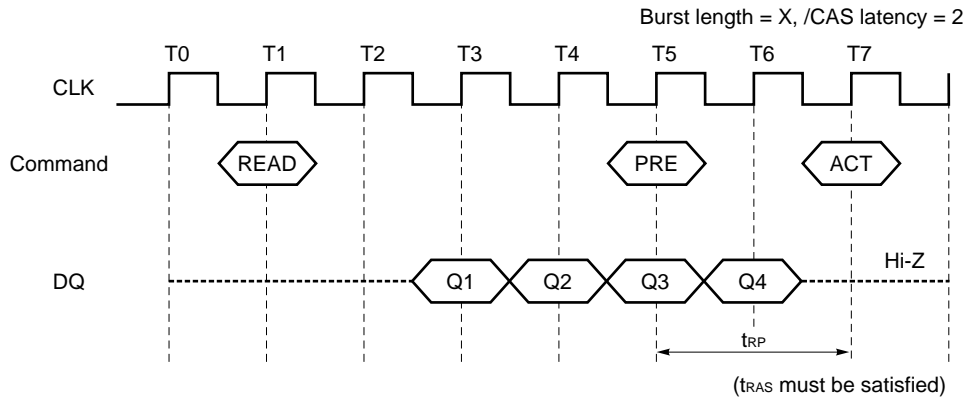 Burst length = X, /CAS latency = 2
T0 T1 T2 T3 T4 T5 T6 T7
CLK
Command READ PRE ACT
Hi-Z
DQ Q1 Q2 Q3 Q4
tRP
(tRAS must be satisfied)